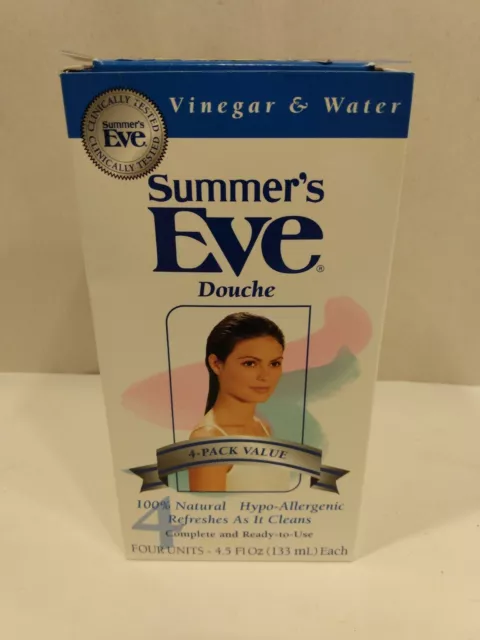 Vinegar & Water
CLINICALLY TESTED
Summer's
Eve
CLINICALLY TESTED
Summer's
Eve®
Douche
4-PACK VALUE
4
100% Natural Hypo-Allergenic
Refreshes As It Cleans
Complete and Ready-to-Use
FOUR UNITS - 4.5 Fl Oz (133 mL) Each